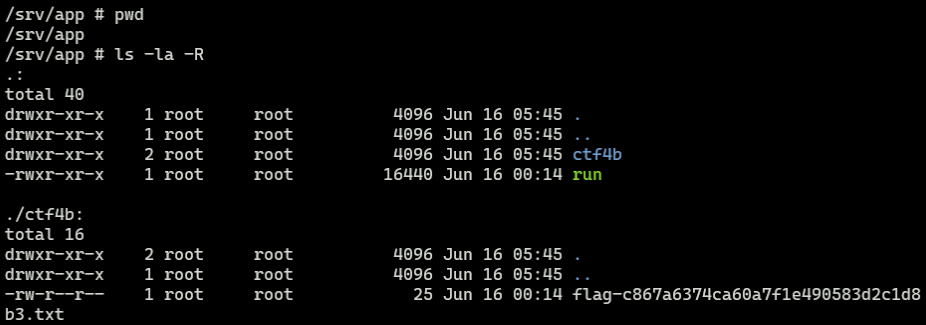 /srv/app # pwd
/srv/app
/srv/app # ls -la -R
.:
total 40
drwxr-xr-x    1 root     root          4096 Jun 16 05:45 .
drwxr-xr-x    1 root     root          4096 Jun 16 05:45 ..
drwxr-xr-x    2 root     root          4096 Jun 16 05:45 ctf4b
-rwxr-xr-x    1 root     root         16440 Jun 16 00:14 run

./ctf4b:
total 16
drwxr-xr-x    2 root     root          4096 Jun 16 05:45 .
drwxr-xr-x    1 root     root          4096 Jun 16 05:45 ..
-rw-r--r--    1 root     root            25 Jun 16 00:14 flag-c867a6374ca60a7f1e490583d2c1d8
b3.txt